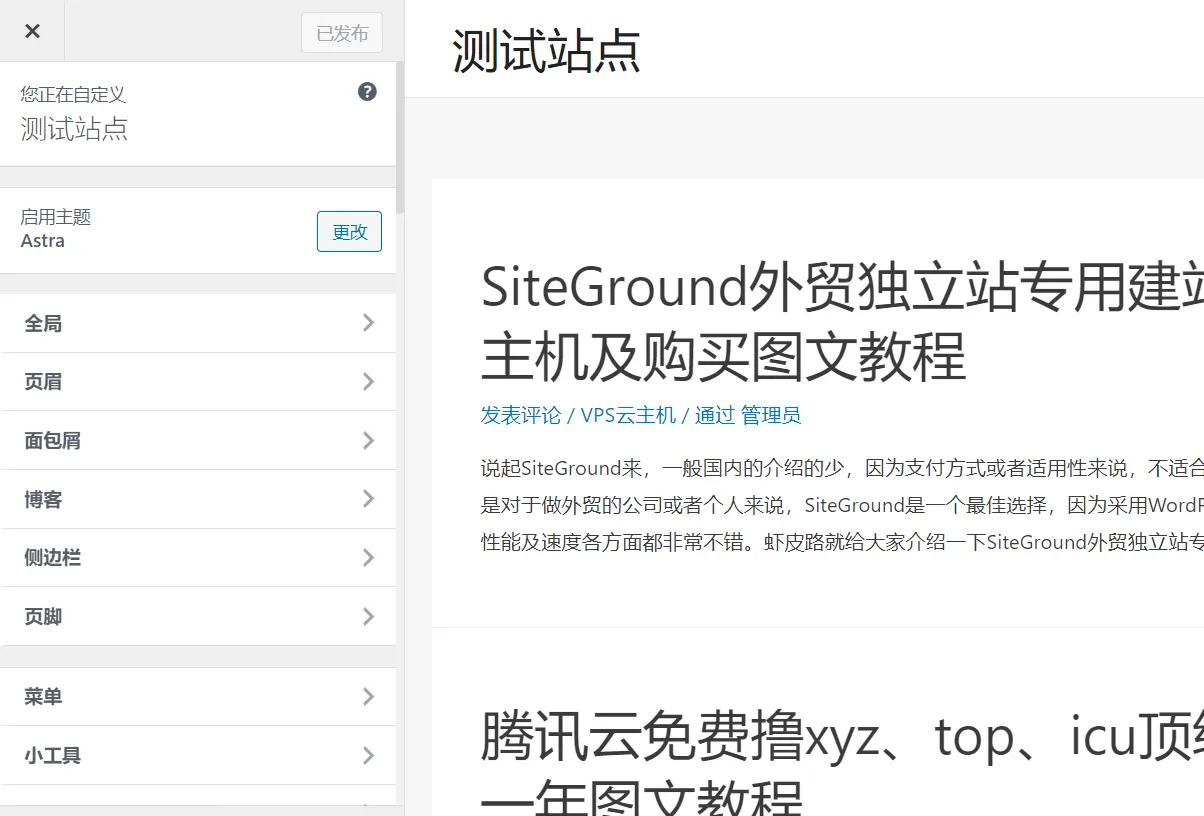 已发布
您正在自定义
测试站点
启用主题
Astra
更改
全局
页眉
面包屑
博客
侧边栏
页脚
菜单
小工具
测试站点
SiteGround外贸独立站专用建站
主机及购买图文教程
发表评论 / VPS云主机 / 通过 管理员
说起SiteGround来，一般国内的介绍的少，因为支付方式或者适用性来说，不适合
是对于做外贸的公司或者个人来说，SiteGround是一个最佳选择，因为采用WordP
性能及速度各方面都非常不错。虾皮路就给大家介绍一下SiteGround外贸独立站专
腾讯云免费撸xyz、top、icu顶级
一年图文教程